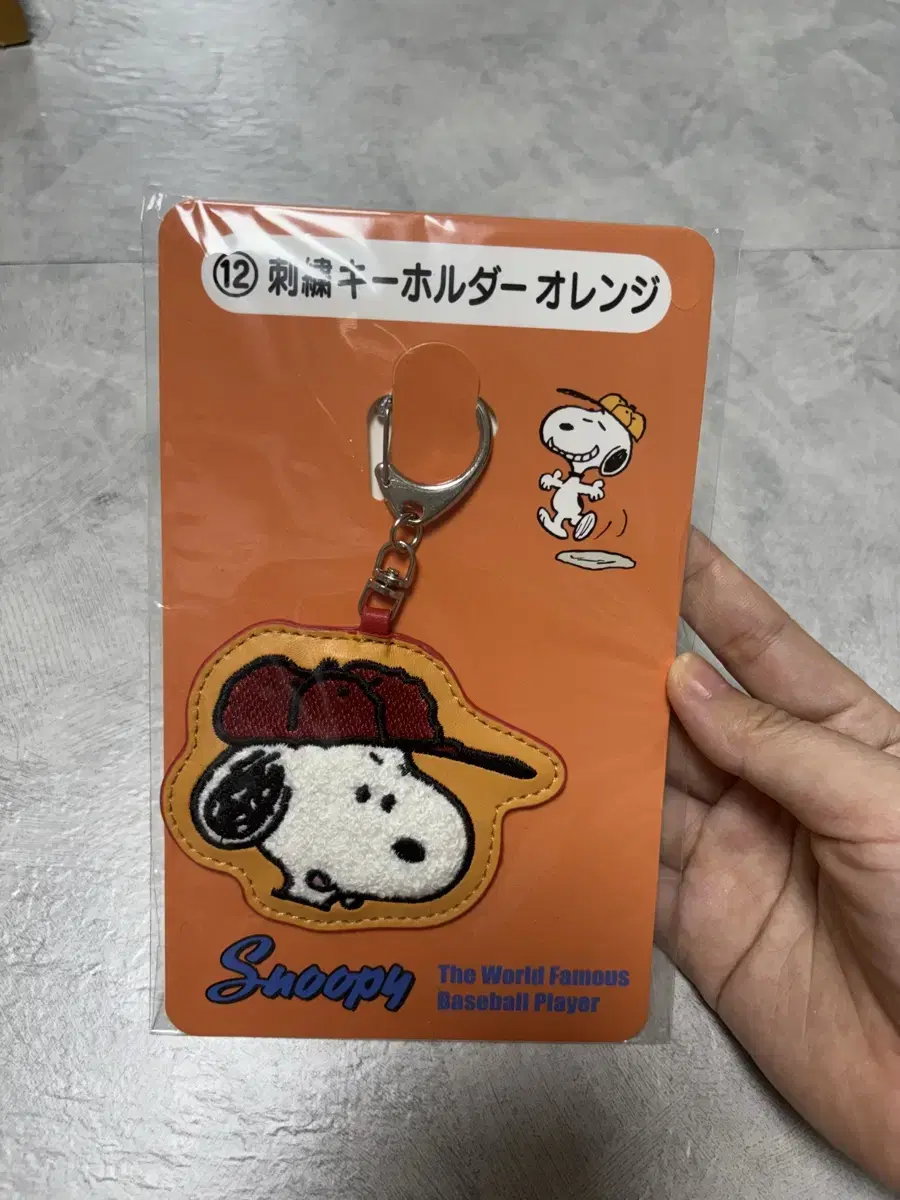 ⑫ 刺繍キーホルダー オレンジ
Snoopy
The World Famous
Baseball Player